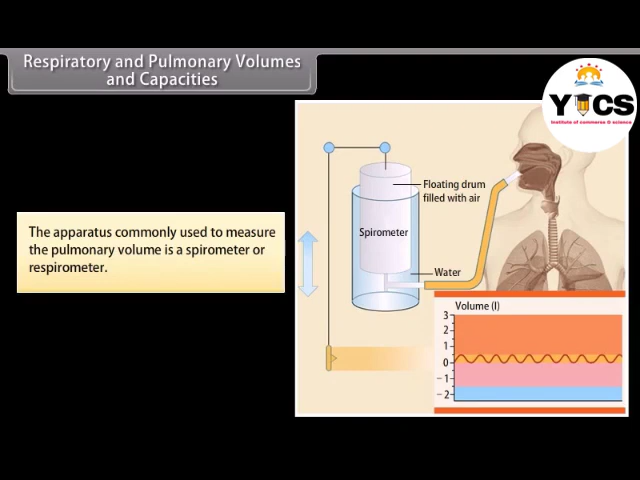 Respiratory and Pulmonary Volumes
and Capacities
YICS
Institute of commerce & science
The apparatus commonly used to measure
the pulmonary volume is a spirometer or
respirometer.
Floating drum
filled with air
Spirometer
Water
Volume (l)
3
2
1
0
−1
−2